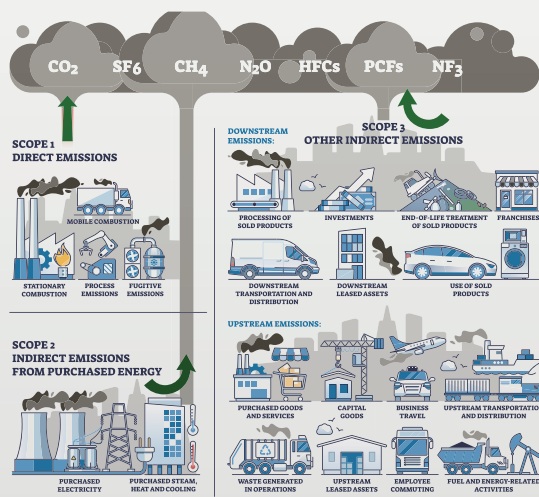 CO2 SF6 CH4 N2O HFCs PCFs NF3
SCOPE 1
DIRECT EMISSIONS
MOBILE COMBUSTION
STATIONARY
COMBUSTION
PROCESS
EMISSIONS
FUGITIVE
EMISSIONS
SCOPE 2
INDIRECT EMISSIONS
FROM PURCHASED ENERGY
PURCHASED
ELECTRICITY
PURCHASED STEAM,
HEAT AND COOLING
SCOPE 3
OTHER INDIRECT EMISSIONS
DOWNSTREAM
EMISSIONS:
PROCESSING OF
SOLD PRODUCTS
INVESTMENTS
END-OF-LIFE TREATMENT
OF SOLD PRODUCTS
FRANCHISES
DOWNSTREAM
TRANSPORTATION AND
DISTRIBUTION
DOWNSTREAM
LEASED ASSETS
USE OF SOLD
PRODUCTS
UPSTREAM EMISSIONS:
PURCHASED GOODS
AND SERVICES
CAPITAL
GOODS
BUSINESS
TRAVEL
UPSTREAM TRANSPORTATIO
AND DISTRIBUTION
WASTE GENERATED
IN OPERATIONS
UPSTREAM
LEASED ASSETS
EMPLOYEE
COMMUTING
FUEL AND ENERGY-RELATED
ACTIVITIES